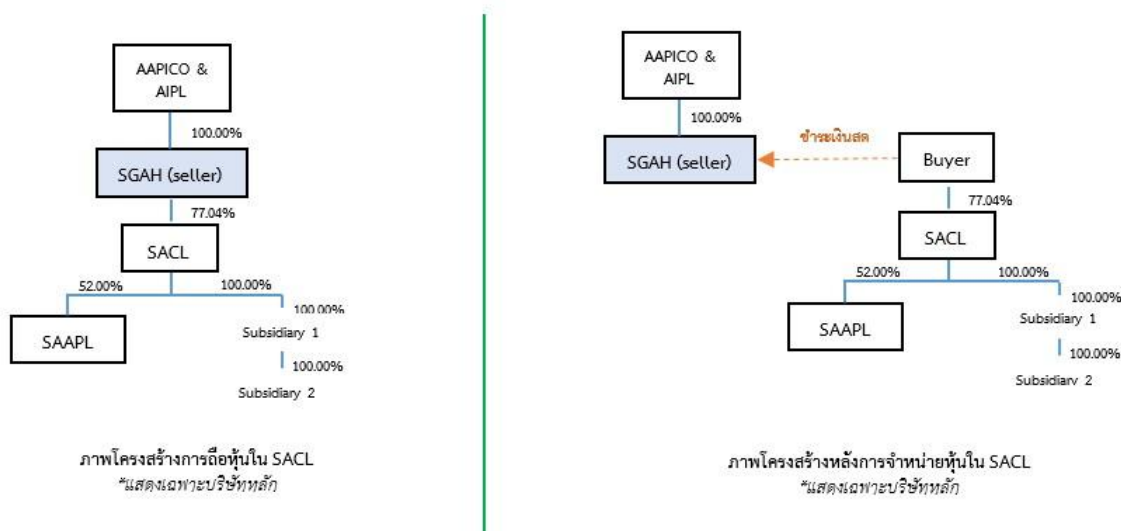 AAPICO &
AIPL
100.00%
SGAH (seller)
77.04%
SACL
52.00%
100.00%
100.00%
SAAPL
Subsidiary 1
100.00%
Subsidiary 2
ภาพโครงสร้างการถือหุ้นใน SACL
*แสดงเฉพาะบริษัทหลัก
AAPICO &
AIPL
100.00%
ชำระเงินสด
SGAH (seller)
Buyer
77.04%
SACL
52.00%
100.00%
100.00%
SAAPL
Subsidiary 1
100.00%
Subsidiary 2
ภาพโครงสร้างหลังการจำหน่ายหุ้นใน SACL
*แสดงเฉพาะบริษัทหลัก